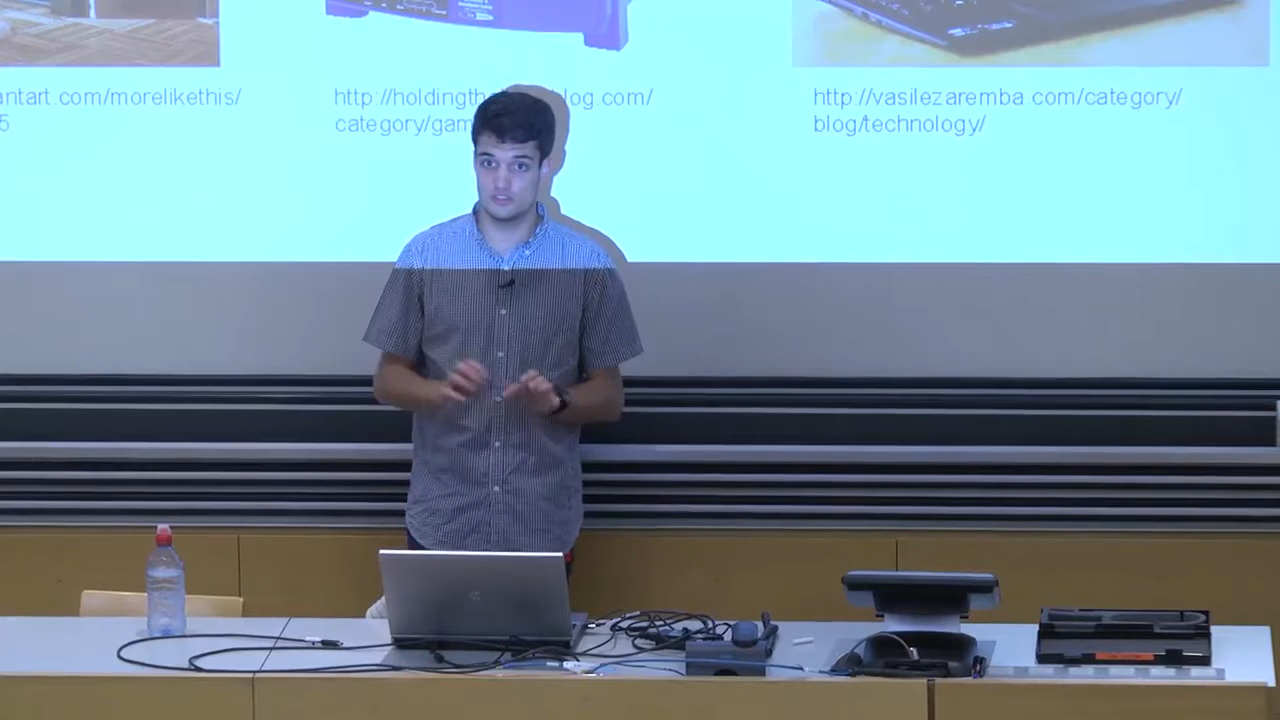 antart.com/morelikethis/
5
http://holdingth blog.com/
category/gam
http://vasilezaremba.com/category/
blog/technology/